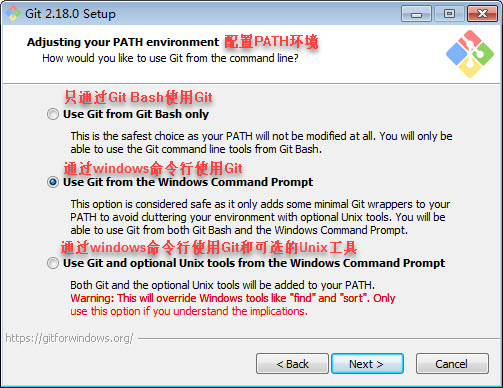 Git 2.18.0 Setup
Adjusting your PATH environment 配置PATH环境
How would you like to use Git from the command line?
只通过Git Bash使用Git
Use Git from Git Bash only
This is the safest choice as your PATH will not be modified at all. You will only
be able to use the Git command line tools from Git Bash.
通过windows命令行使用Git
Use Git from the Windows Command Prompt
This option is considered safe as it only adds some minimal Git wrappers to your
PATH to avoid cluttering your environment with optional Unix tools. You will be
able to use Git from both Git Bash and the Windows Command Prompt.
通过windows命令行使用Git和可选的Unix工具
Use Git and optional Unix tools from the Windows Command Prompt
Both Git and the optional Unix tools will be added to your PATH.
Warning: This will override Windows tools like "find" and "sort". Only
use this option if you understand the implications.
https://gitforwindows.org/
< Back
Next >
Cancel